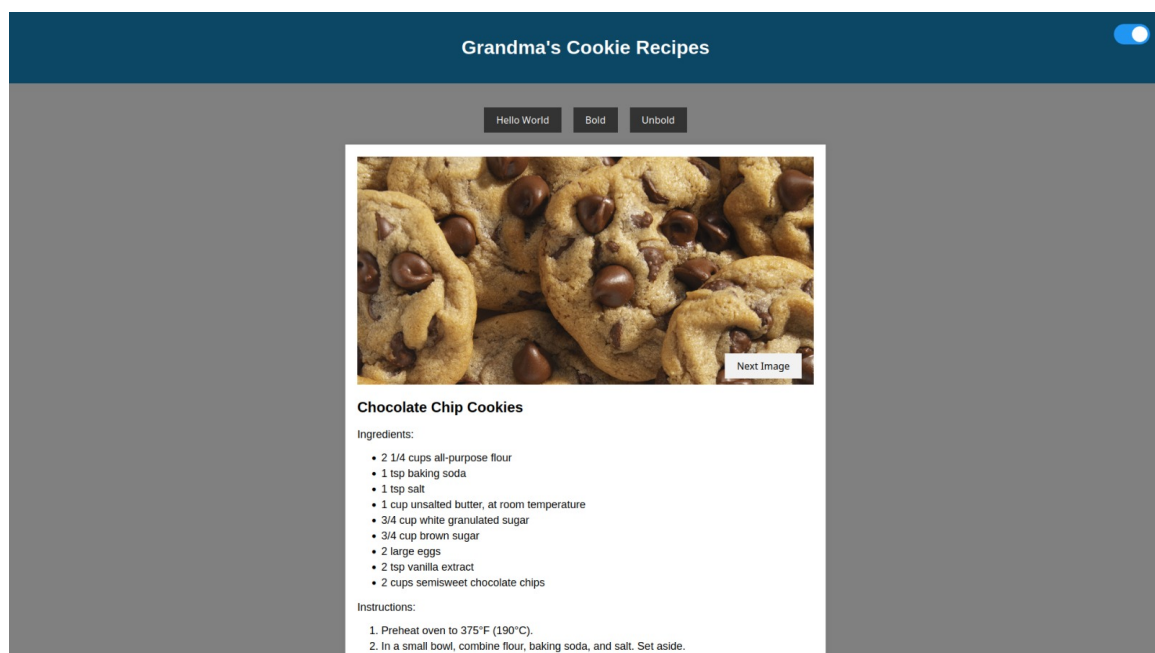 Grandma's Cookie Recipes
Hello World Bold Unbold
Next Image
Chocolate Chip Cookies
Ingredients:
• 2 1/4 cups all-purpose flour
• 1 tsp baking soda
• 1 tsp salt
• 1 cup unsalted butter, at room temperature
• 3/4 cup white granulated sugar
• 3/4 cup brown sugar
• 2 large eggs
• 2 tsp vanilla extract
• 2 cups semisweet chocolate chips
Instructions:
1. Preheat oven to 375°F (190°C).
2. In a small bowl, combine flour, baking soda, and salt. Set aside.